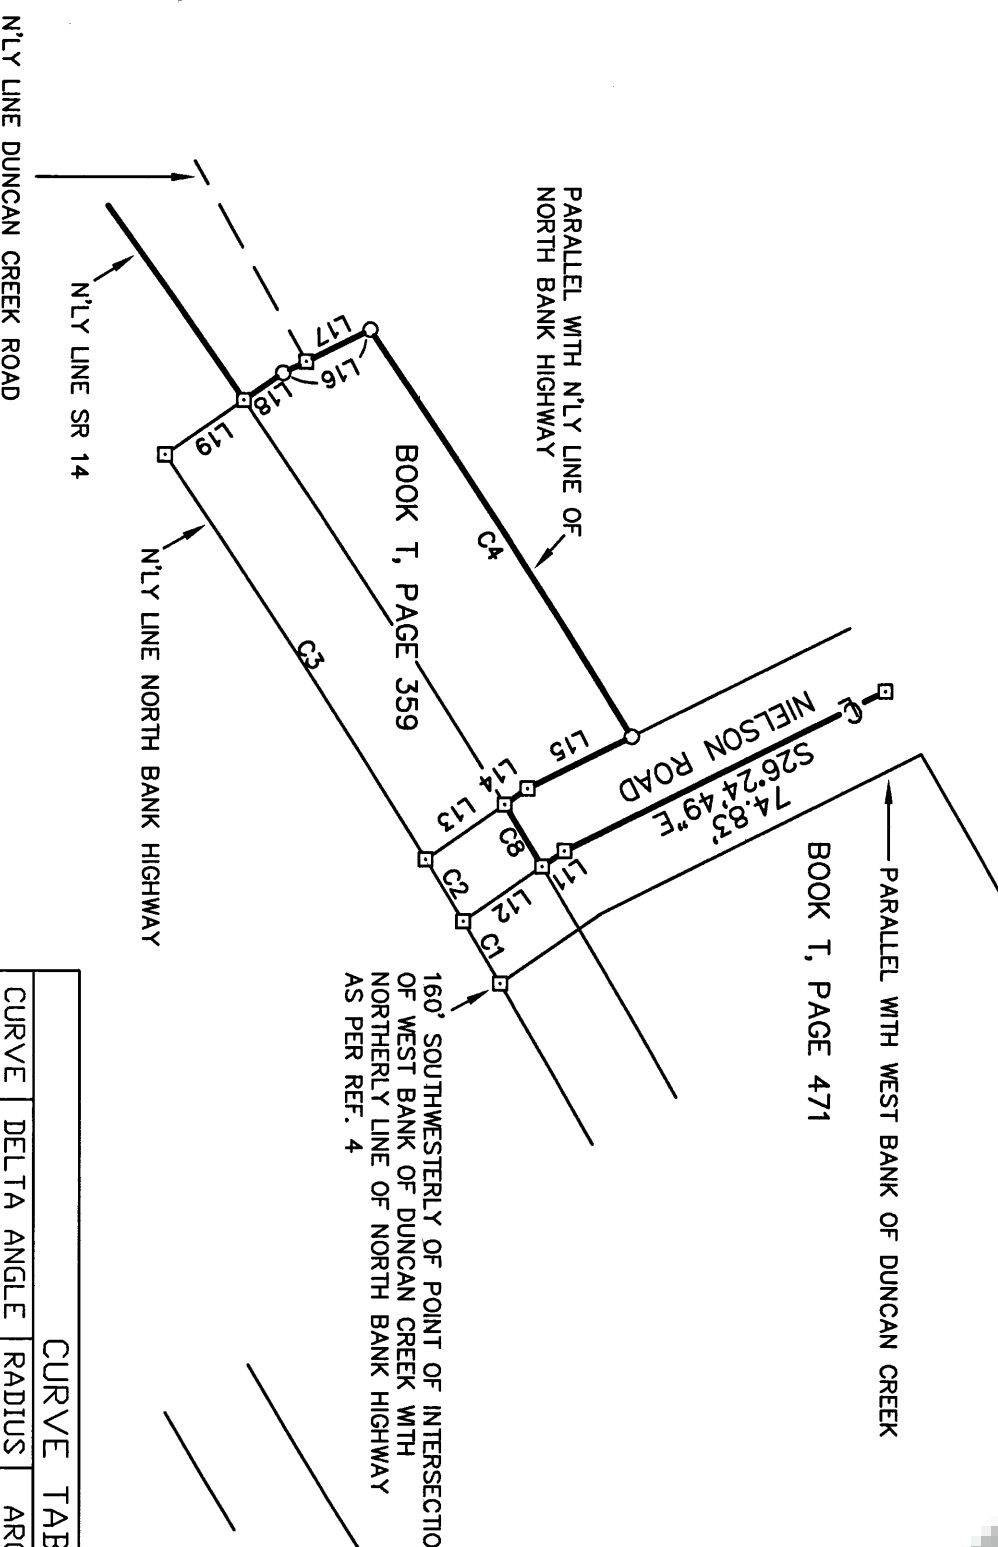 PARALLEL WITH WEST BANK OF DUNCAN CREEK
BOOK T, PAGE 471
NIELSON ROAD
S26°24'49"E
74.83'
℄
PARALLEL WITH N'LY LINE OF
NORTH BANK HIGHWAY
C4
L15
L14
L13
L11
L12
C8
C2
C1
C3
BOOK T, PAGE 359
L17
L16
L18
L19
160' SOUTHWESTERLY OF POINT OF INTERSECTIO
OF WEST BANK OF DUNCAN CREEK WITH
NORTHERLY LINE OF NORTH BANK HIGHWAY
AS PER REF. 4
N'LY LINE NORTH BANK HIGHWAY
N'LY LINE SR 14
N'LY LINE DUNCAN CREEK ROAD
CURVE TAB
CURVE DELTA ANGLE RADIUS ARC